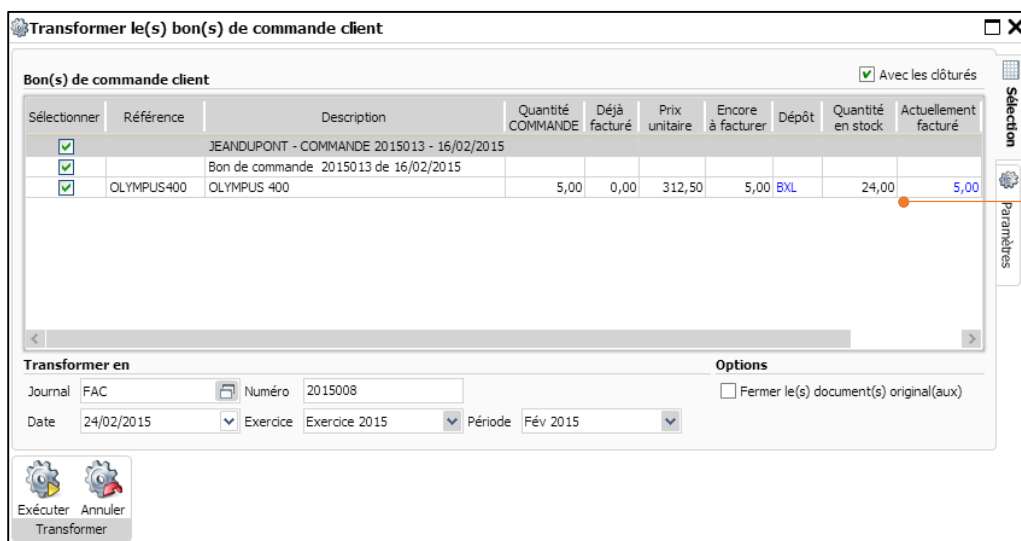 Transformer le(s) bon(s) de commande client
Bon(s) de commande client
Avec les clôturés
Sélectionner Référence Description Quantité COMMANDE Déjà facturé Prix unitaire Encore à facturer Dépôt Quantité en stock Actuellement facturé
JEANDUPONT - COMMANDE 2015013 - 16/02/2015
Bon de commande 2015013 de 16/02/2015
OLYMPUS400 OLYMPUS 400 5,00 0,00 312,50 5,00 BXL 24,00 5,00
Sélection
Paramètres
Transformer en
Options
Journal FAC Numéro 2015008
Fermer le(s) document(s) original(aux)
Date 24/02/2015 Exercice Exercice 2015 Période Fév 2015
Exécuter Annuler
Transformer